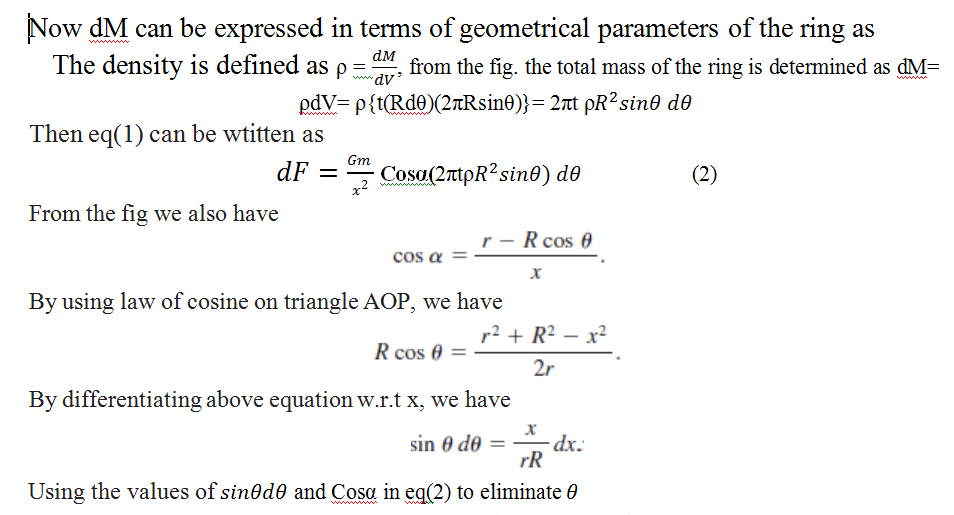 Now dM can be expressed in terms of geometrical parameters of the ring as
The density is defined as ρ = dM/dV, from the fig. the total mass of the ring is determined as dM=
ρdV= ρ{t(Rdθ)(2πRsinθ)}= 2πt ρR²sinθ dθ
Then eq(1) can be wtitten as
dF = Gm/x² Cosα(2πtρR²sinθ) dθ (2)
From the fig we also have
cos α = (r − R cos θ)/x.
By using law of cosine on triangle AOP, we have
R cos θ = (r² + R² − x²)/2r.
By differentiating above equation w.r.t x, we have
sin θ dθ = x/rR dx.
Using the values of sinθdθ and Cosα in eq(2) to eliminate θ